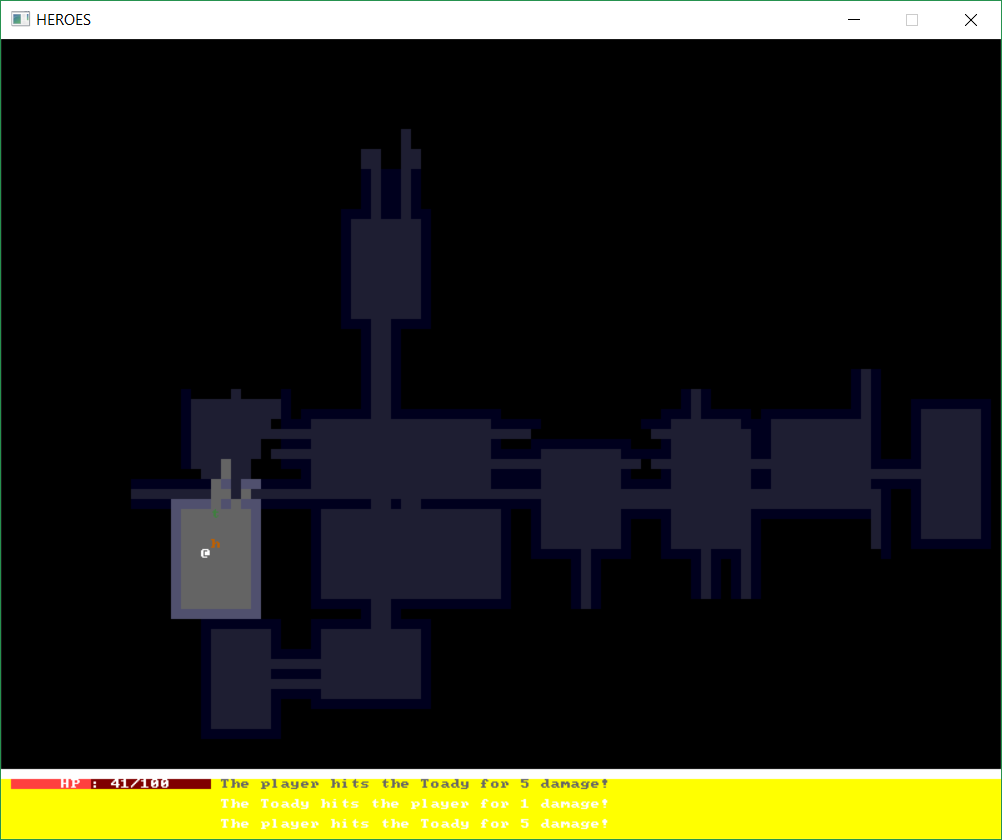 HEROES
@
h
HP : 41/100 The player hits the Toady for 5 damage!
The Toady hits the player for 1 damage!
The player hits the Toady for 5 damage!